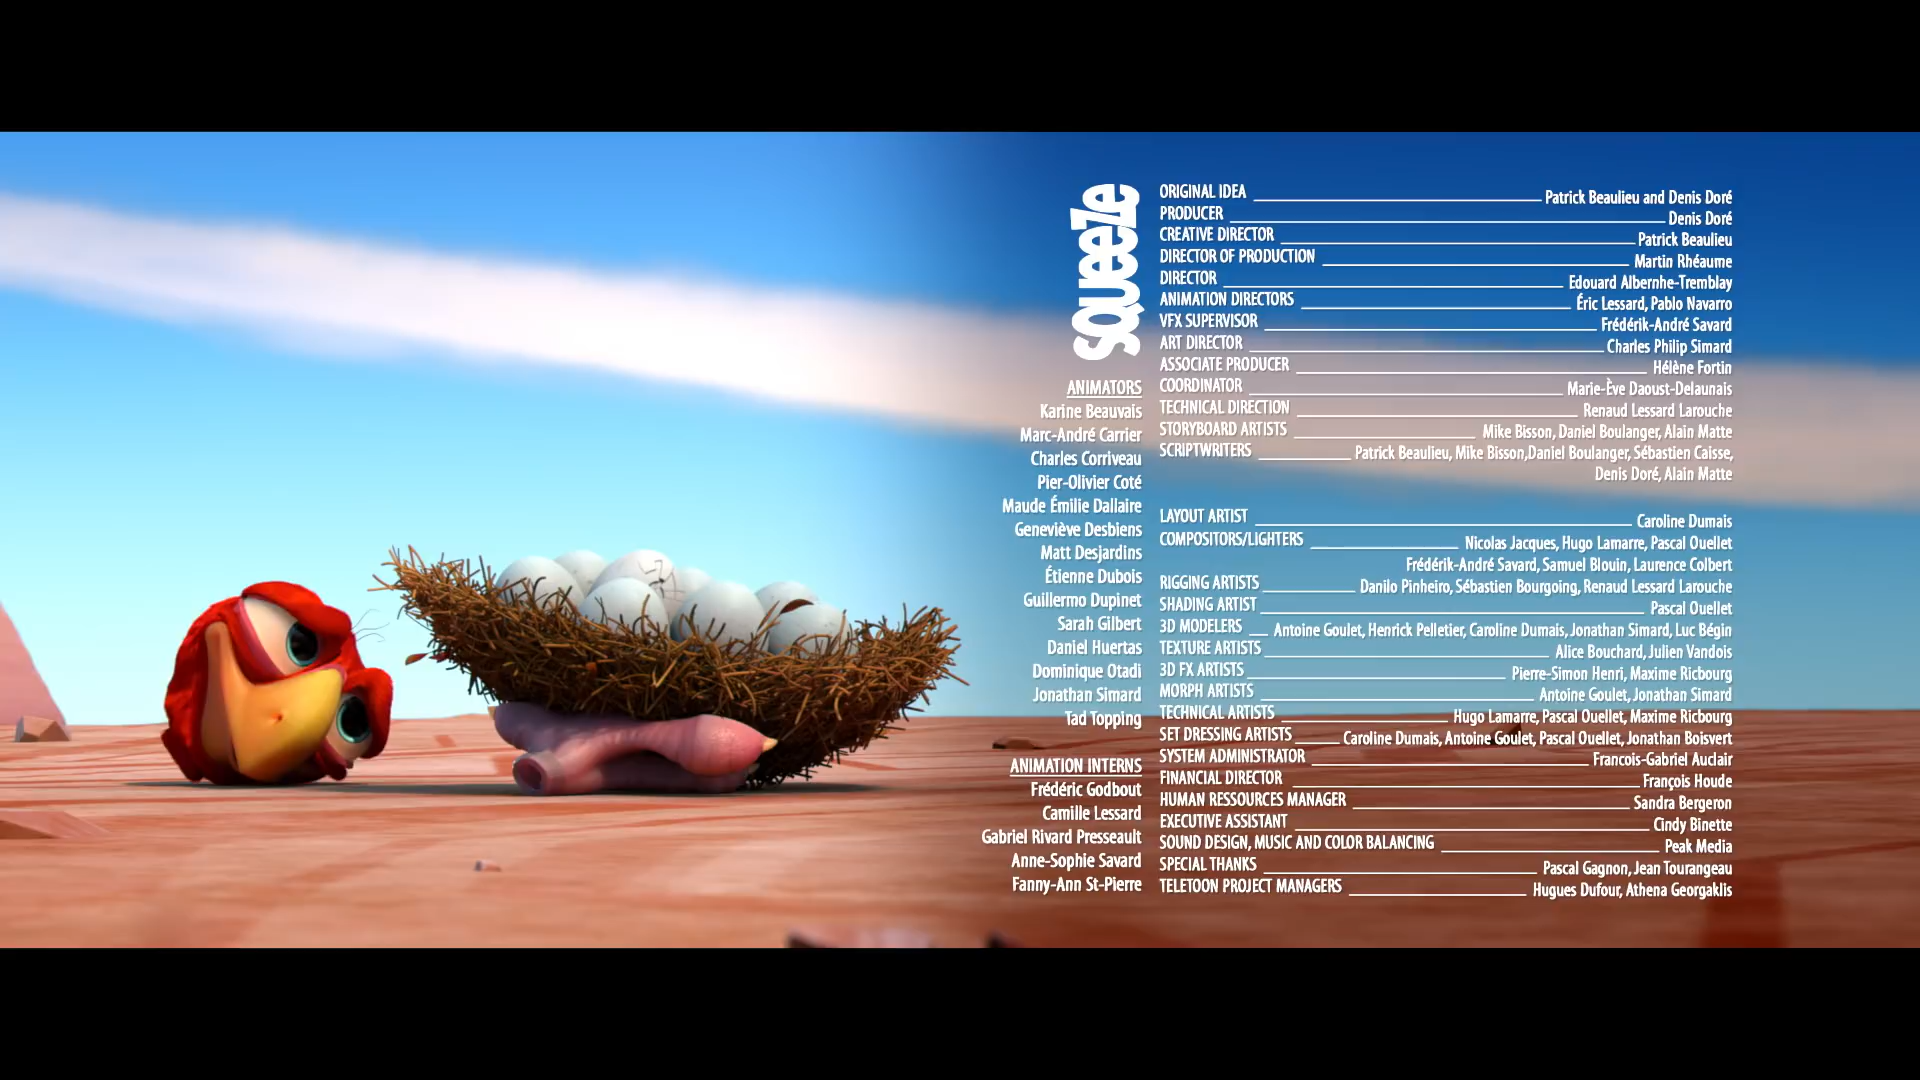 squeeze
ANIMATORS
Karine Beauvais
Marc-André Carrier
Charles Corriveau
Pier-Olivier Coté
Maude Émilie Dallaire
Geneviève Desbiens
Matt Desjardins
Étienne Dubois
Guillermo Dupinet
Sarah Gilbert
Daniel Huertas
Dominique Otadi
Jonathan Simard
Tad Topping
ANIMATION INTERNS
Frédéric Godbout
Camille Lessard
Gabriel Rivard Presseault
Anne-Sophie Savard
Fanny-Ann St-Pierre
ORIGINAL IDEA Patrick Beaulieu and Denis Doré
PRODUCER Denis Doré
CREATIVE DIRECTOR Patrick Beaulieu
DIRECTOR OF PRODUCTION Martin Rhéaume
DIRECTOR Edouard Albernhe-Tremblay
ANIMATION DIRECTORS Éric Lessard, Pablo Navarro
VFX SUPERVISOR Frédérik-André Savard
ART DIRECTOR Charles Philip Simard
ASSOCIATE PRODUCER Hélène Fortin
COORDINATOR Marie-Ève Daoust-Delaunais
TECHNICAL DIRECTION Renaud Lessard Larouche
STORYBOARD ARTISTS Mike Bisson, Daniel Boulanger, Alain Matte
SCRIPTWRITERS Patrick Beaulieu, Mike Bisson,Daniel Boulanger, Sébastien Caisse,
Denis Doré, Alain Matte
LAYOUT ARTIST Caroline Dumais
COMPOSITORS/LIGHTERS Nicolas Jacques, Hugo Lamarre, Pascal Ouellet
Frédérik-André Savard, Samuel Blouin, Laurence Colbert
RIGGING ARTISTS Danilo Pinheiro, Sébastien Bourgoing, Renaud Lessard Larouche
SHADING ARTIST Pascal Ouellet
3D MODELERS Antoine Goulet, Henrick Pelletier, Caroline Dumais, Jonathan Simard, Luc Bégin
TEXTURE ARTISTS Alice Bouchard, Julien Vandois
3D FX ARTISTS Pierre-Simon Henri, Maxime Ricbourg
MORPH ARTISTS Antoine Goulet, Jonathan Simard
TECHNICAL ARTISTS Hugo Lamarre, Pascal Ouellet, Maxime Ricbourg
SET DRESSING ARTISTS Caroline Dumais, Antoine Goulet, Pascal Ouellet, Jonathan Boisvert
SYSTEM ADMINISTRATOR Francois-Gabriel Auclair
FINANCIAL DIRECTOR François Houde
HUMAN RESSOURCES MANAGER Sandra Bergeron
EXECUTIVE ASSISTANT Cindy Binette
SOUND DESIGN, MUSIC AND COLOR BALANCING Peak Media
SPECIAL THANKS Pascal Gagnon, Jean Tourangeau
TELETOON PROJECT MANAGERS Hugues Dufour, Athena Georgaklis